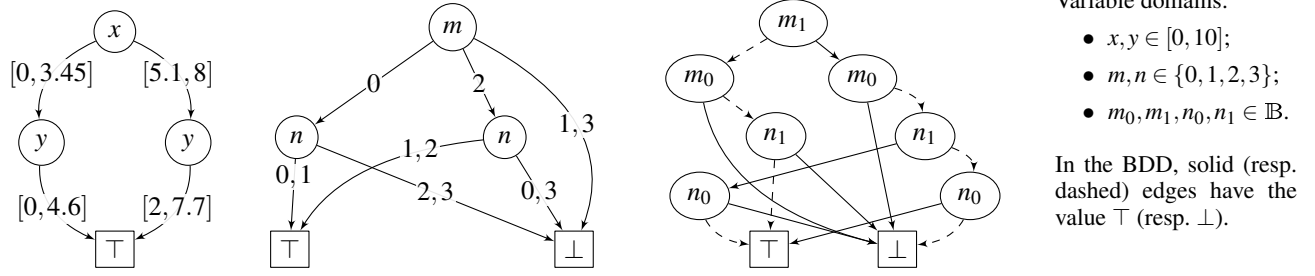 x
[0, 3.45] [5.1, 8]
y y
[0, 4.6] [2, 7.7]
⊤
m
0 2 1, 3
n n
0, 1 1, 2 2, 3 0, 3
⊤ ⊥
m₁
m₀ m₀
n₁ n₁
n₀ n₀
⊤ ⊥
• x, y ∈ [0, 10];
• m, n ∈ {0, 1, 2, 3};
• m₀, m₁, n₀, n₁ ∈ 𝔹.
In the BDD, solid (resp.
dashed) edges have the
value ⊤ (resp. ⊥).